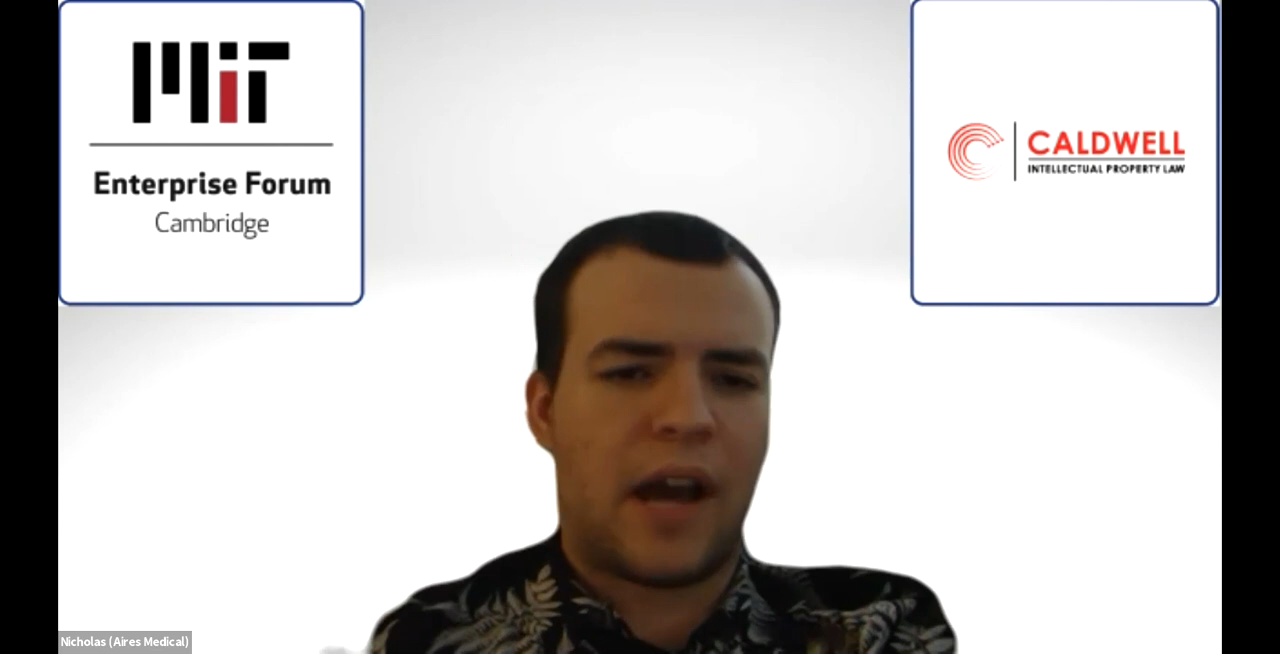 MIT
Enterprise Forum
Cambridge
CALDWELL
INTELLECTUAL PROPERTY LAW
Nicholas (Aires Medical)